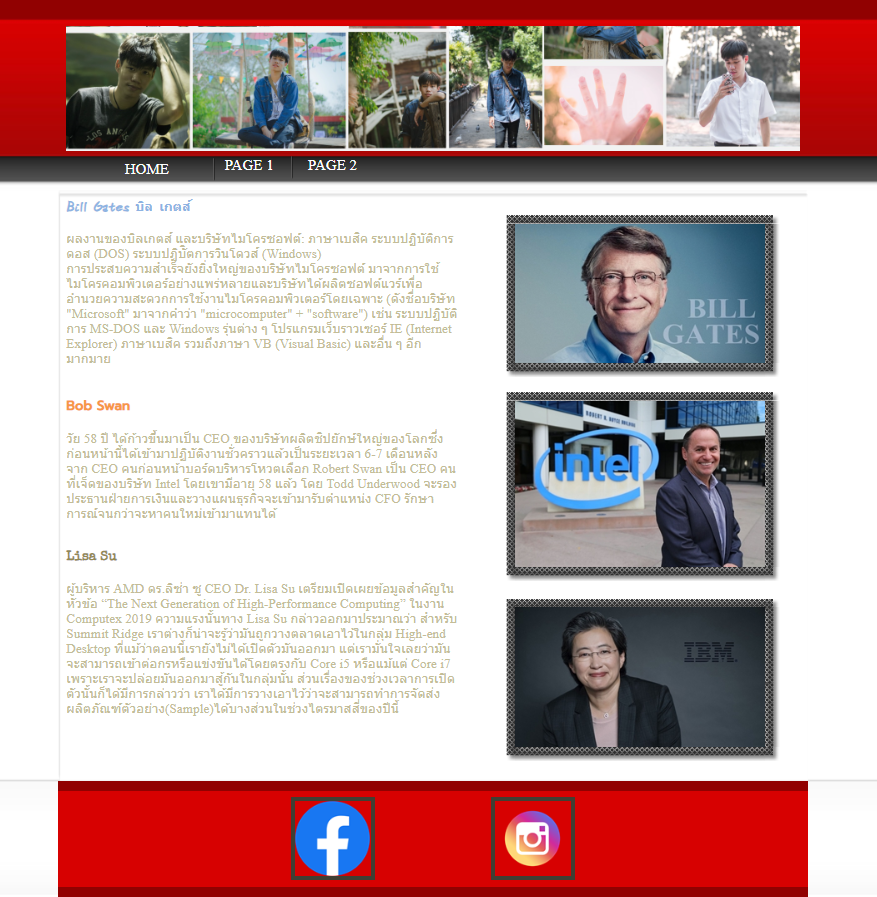 HOME
PAGE 1
PAGE 2
Bill Gates บิล เกตส์
ผลงานของบิลเกตส์ และบริษัทไมโครซอฟต์: ภาษาเบสิค ระบบปฏิบัติการ
ดอส (DOS) ระบบปฏิบัตการวินโดวส์ (Windows)
การประสบความสำเร็จยิ่งยิ่งใหญ่ของบริษัทไมโครซอฟต์ มาจากการใช้
ไมโครคอมพิวเตอร์อย่างแพร่หลายและบริษัทได้ผลิตซอฟต์แวร์เพื่อ
อำนวยความสะดวกการใช้งานไมโครคอมพิวเตอร์โดยเฉพาะ (ดังชื่อบริษัท
"Microsoft" มาจากคำว่า "microcomputer" + "software") เช่น ระบบปฏิบัติ
การ MS-DOS และ Windows รุ่นต่าง ๆ โปรแกรมเว็บราวเซอร์ IE (Internet
Explorer) ภาษาเบสิค รวมถึงภาษา VB (Visual Basic) และอื่น ๆ อีก
มากมาย
BILL
GATES
Bob Swan
วัย 58 ปี ได้ก้าวขึ้นมาเป็น CEO ของบริษัทผลิตชิปยักษ์ใหญ่ของโลกซึ่ง
ก่อนหน้านี้ได้เข้ามาปฏิบัติงานชั่วคราวแล้วเป็นระยะเวลา 6-7 เดือนหลัง
จาก CEO คนก่อนหน้าบอร์ดบริหารโหวตเลือก Robert Swan เป็น CEO คน
ที่เจ็ดของบริษัท Intel โดยเขามีอายุ 58 แล้ว โดย Todd Underwood จะรอง
ประธานฝ่ายการเงินและวางแผนธุรกิจจะเข้ามารับตำแหน่ง CFO รักษา
การณ์จนกว่าจะหาคนใหม่เข้ามาแทนได้
intel
Lisa Su
ผู้บริหาร AMD ดร.ลิซ่า ซู CEO Dr. Lisa Su เตรียมเปิดเผยข้อมูลสำคัญใน
หัวข้อ “The Next Generation of High-Performance Computing” ในงาน
Computex 2019 ความแรงนั้นทาง Lisa Su กล่าวออกมาประมาณว่า สำหรับ
Summit Ridge เราต่างก็น่าจะรู้ว่ามันถูกวางตลาดเอาไว้ในกลุ่ม High-end
Desktop ที่แม้ว่าตอนนี้เรายังไม่ได้เปิดตัวมันออกมา แต่เรามั่นใจเลยว่ามัน
จะสามารถเข้าต่อกรหรือแข่งขันได้โดยตรงกับ Core i5 หรือแม้แต่ Core i7
เพราะเราจะปล่อยมันออกมาสู้กันในกลุ่มนั้น ส่วนเรื่องของช่วงเวลาการเปิด
ตัวนั้นก็ได้มีการกล่าวว่า เราได้มีการวางเอาไว้ว่าจะสามารถทำการจัดส่ง
ผลิตภัณฑ์ตัวอย่าง(Sample)ได้บางส่วนในช่วงไตรมาสสี่ของปีนี้
IBM